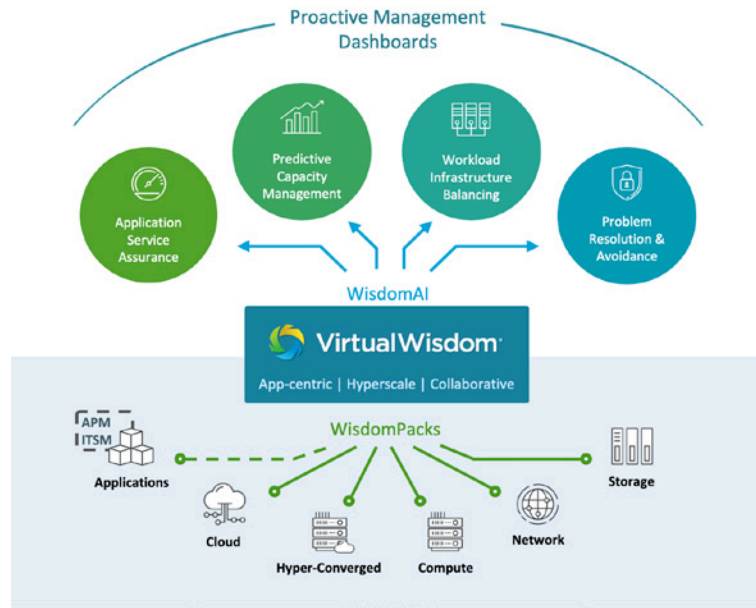 Proactive Management
Dashboards
Application
Service
Assurance
Predictive
Capacity
Management
Workload
Infrastructure
Balancing
Problem
Resolution &
Avoidance
WisdomAI
VirtualWisdom
App-centric | Hyperscale | Collaborative
WisdomPacks
APM
ITSM
Applications
Cloud
Hyper-Converged
Compute
Network
Storage